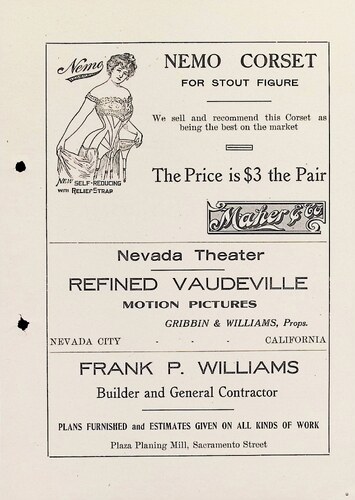 Nemo
NEMO CORSET
FOR STOUT FIGURE
We sell and recommend this Corset as
being the best on the market
The Price is $3 the Pair
NEW SELF-REDUCING
WITH RELIEF STRAP
Maher & Co.
Nevada Theater
REFINED VAUDEVILLE
MOTION PICTURES
GRIBBIN & WILLIAMS, Props.
NEVADA CITY - - - CALIFORNIA
FRANK P. WILLIAMS
Builder and General Contractor
PLANS FURNISHED and ESTIMATES GIVEN ON ALL KINDS OF WORK
Plaza Planing Mill, Sacramento Street